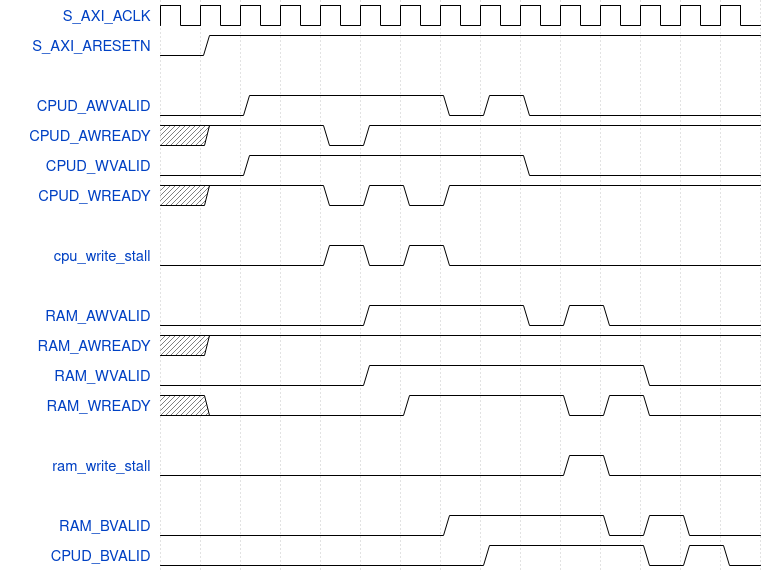 S_AXI_ACLK
S_AXI_ARESETN
CPUD_AWVALID
CPUD_AWREADY
CPUD_WVALID
CPUD_WREADY
cpu_write_stall
RAM_AWVALID
RAM_AWREADY
RAM_WVALID
RAM_WREADY
ram_write_stall
RAM_BVALID
CPUD_BVALID